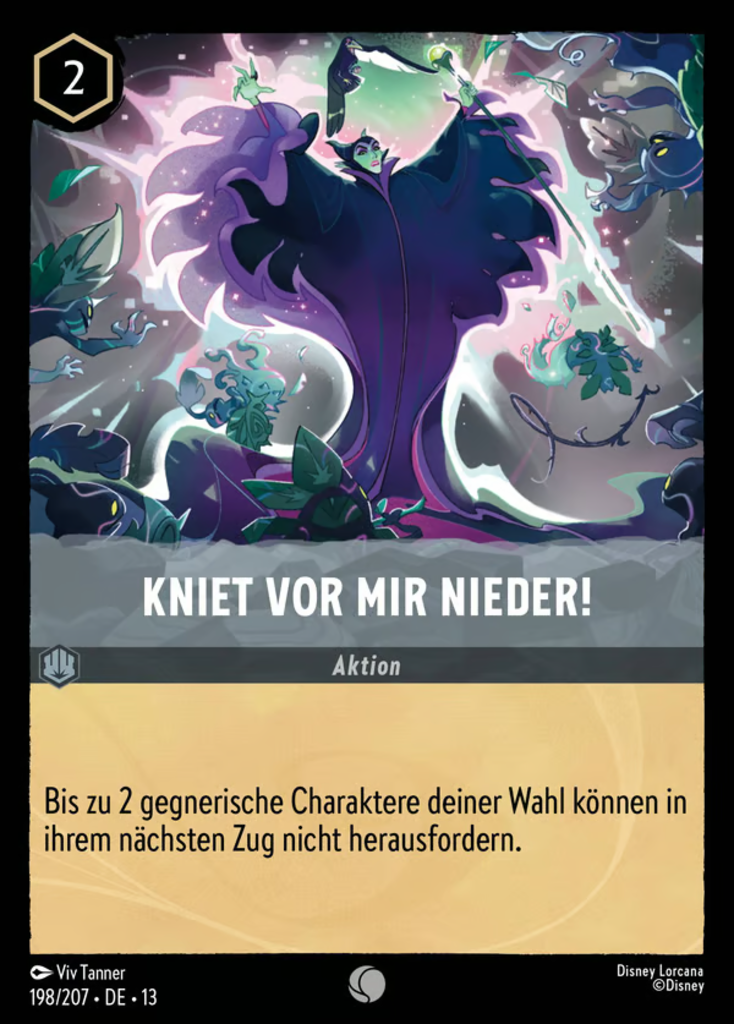 2
KNIET VOR MIR NIEDER!
Aktion
Bis zu 2 gegnerische Charaktere deiner Wahl können in
ihrem nächsten Zug nicht herausfordern.
Viv Tanner
198/207 • DE • 13
Disney Lorcana
©Disney